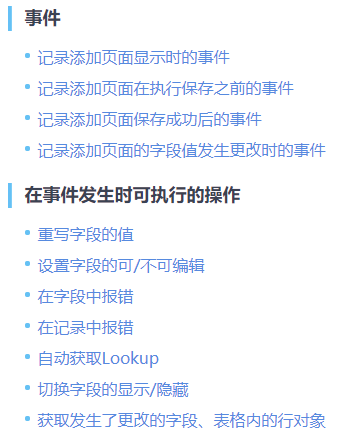 事件
记录添加页面显示时的事件
记录添加页面在执行保存之前的事件
记录添加页面保存成功后的事件
记录添加页面的字段值发生更改时的事件
在事件发生时可执行的操作
重写字段的值
设置字段的可/不可编辑
在字段中报错
在记录中报错
自动获取Lookup
切换字段的显示/隐藏
获取发生了更改的字段、表格内的行对象